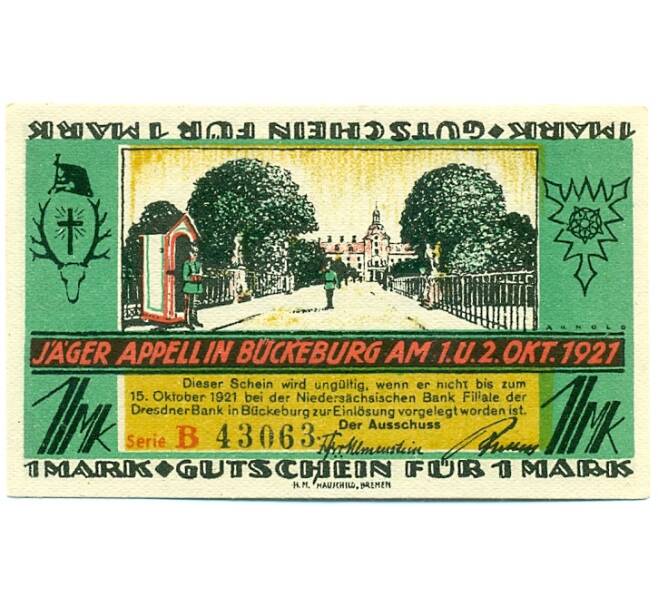 1 MARK ◆ GUTSCHEIN FÜR 1 MARK
ARNOLD
JÄGER APPELL IN BÜCKEBURG AM 1. U. 2. OKT. 1921
1 MK
Dieser Schein wird ungültig, wenn er nicht bis zum
15. Oktober 1921 bei der Niedersächsischen Bank Filiale der
Dresdner Bank in Bückeburg zur Einlösung vorgelegt worden ist.
Der Ausschuss
Serie B 43063
1 MK
1 MARK ◆ GUTSCHEIN FÜR 1 MARK
H. M. HAUSCHILD, BREMEN